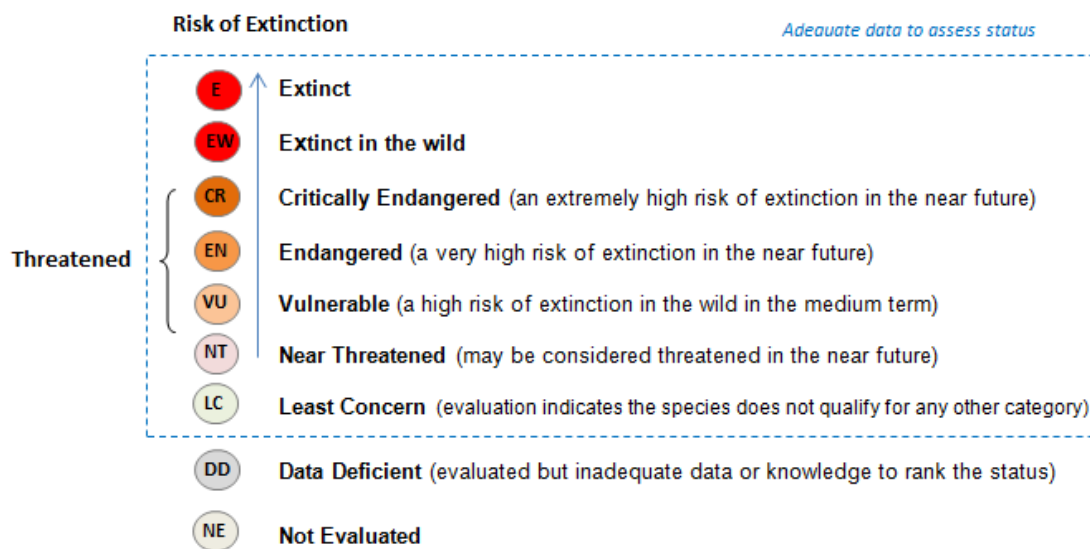 Risk of Extinction
Adeauate data to assess status
E Extinct
EW Extinct in the wild
CR Critically Endangered (an extremely high risk of extinction in the near future)
Threatened
EN Endangered (a very high risk of extinction in the near future)
VU Vulnerable (a high risk of extinction in the wild in the medium term)
NT Near Threatened (may be considered threatened in the near future)
LC Least Concern (evaluation indicates the species does not qualify for any other category)
DD Data Deficient (evaluated but inadequate data or knowledge to rank the status)
NE Not Evaluated